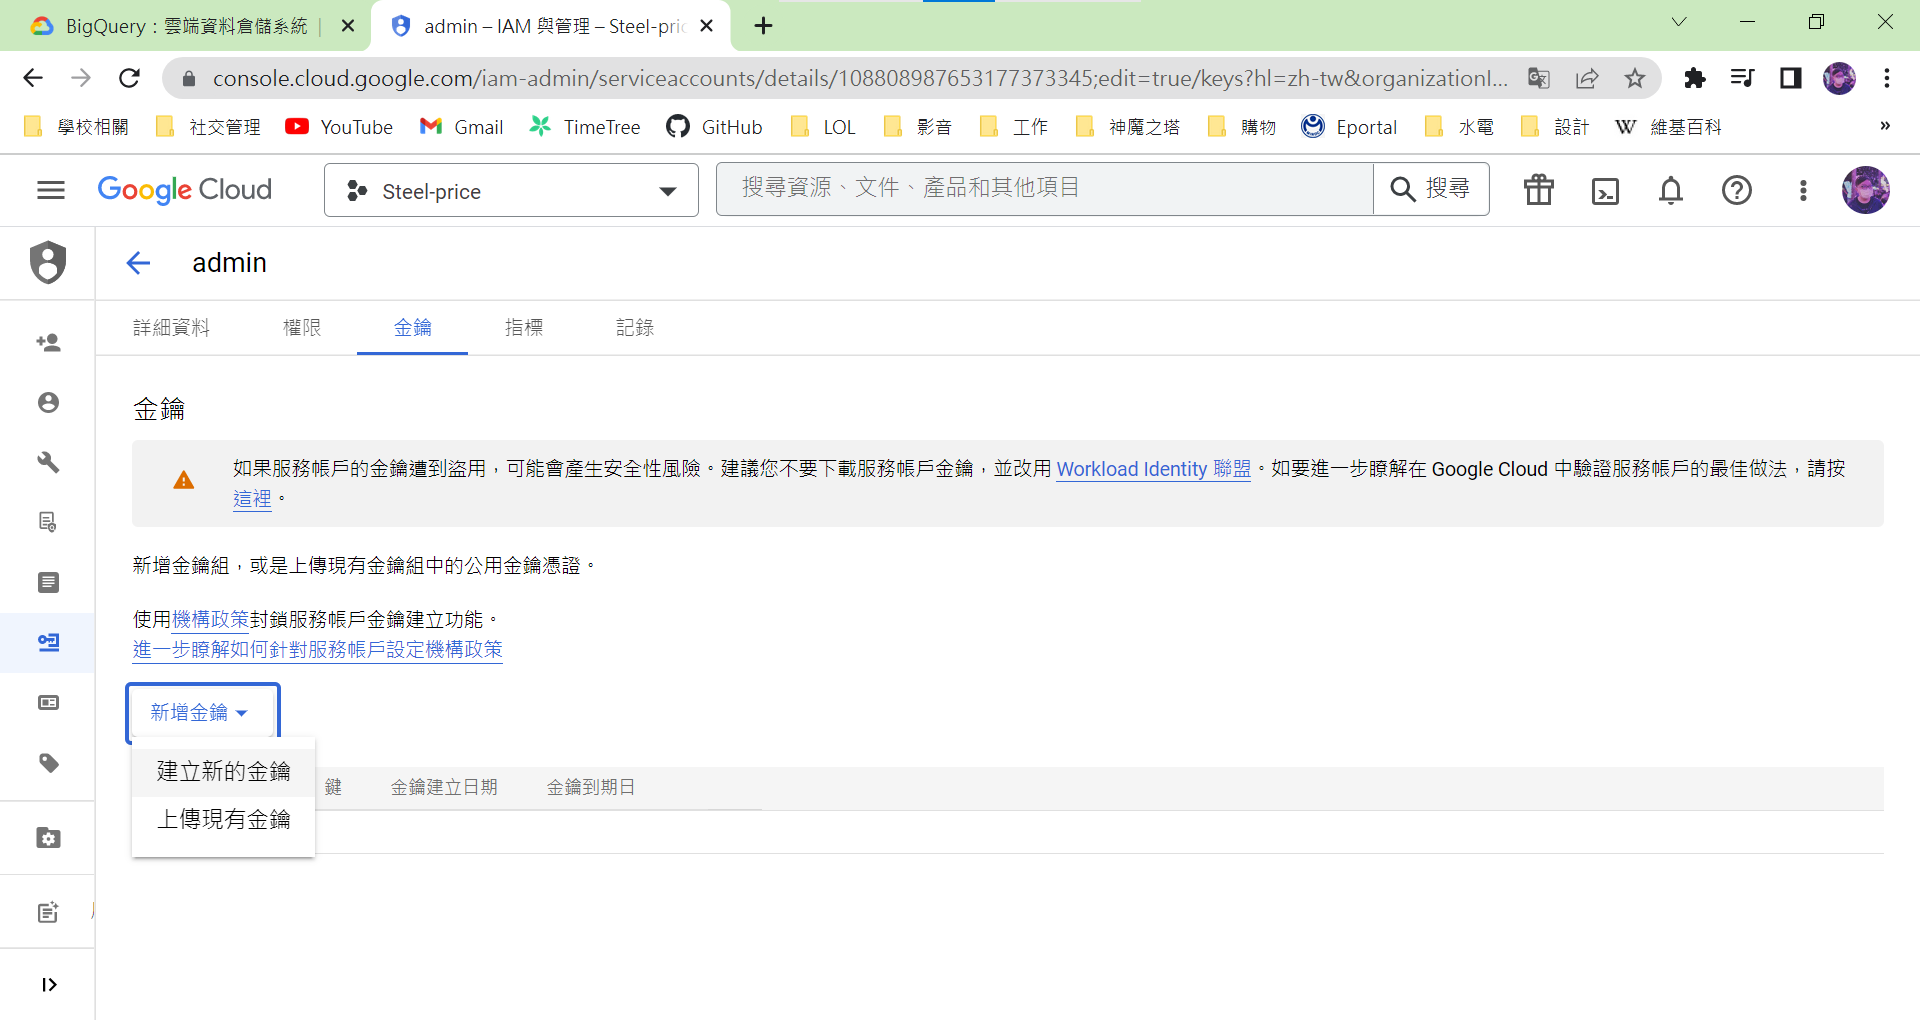 BigQuery：雲端資料倉儲系統
admin – IAM 與管理 – Steel-pric
console.cloud.google.com/iam-admin/serviceaccounts/details/108808987653177373345;edit=true/keys?hl=zh-tw&organizationI...
學校相關 社交管理 YouTube Gmail TimeTree GitHub LOL 影音 工作 神魔之塔 購物 Eportal 水電 設計 W 維基百科 »
Google Cloud Steel-price 搜尋資源、文件、產品和其他項目 搜尋
admin
詳細資料 權限 金鑰 指標 記錄
金鑰
如果服務帳戶的金鑰遭到盜用，可能會產生安全性風險。建議您不要下載服務帳戶金鑰，並改用 Workload Identity 聯盟。如要進一步瞭解在 Google Cloud 中驗證服務帳戶的最佳做法，請按
這裡。
新增金鑰組，或是上傳現有金鑰組中的公用金鑰憑證。
使用機構政策封鎖服務帳戶金鑰建立功能。
進一步瞭解如何針對服務帳戶設定機構政策
新增金鑰
建立新的金鑰
鍵 金鑰建立日期 金鑰到期日
上傳現有金鑰